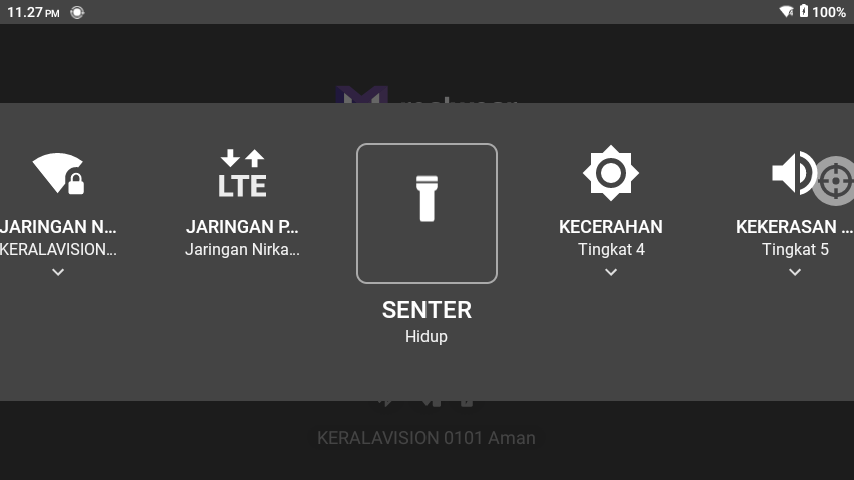 11.27 PM
100%
LTE
JARINGAN N...
KERALAVISION...
JARINGAN P...
Jaringan Nirka...
SENTER
Hidup
KECERAHAN
Tingkat 4
KEKERASAN ...
Tingkat 5
KERALAVISION 0101 Aman